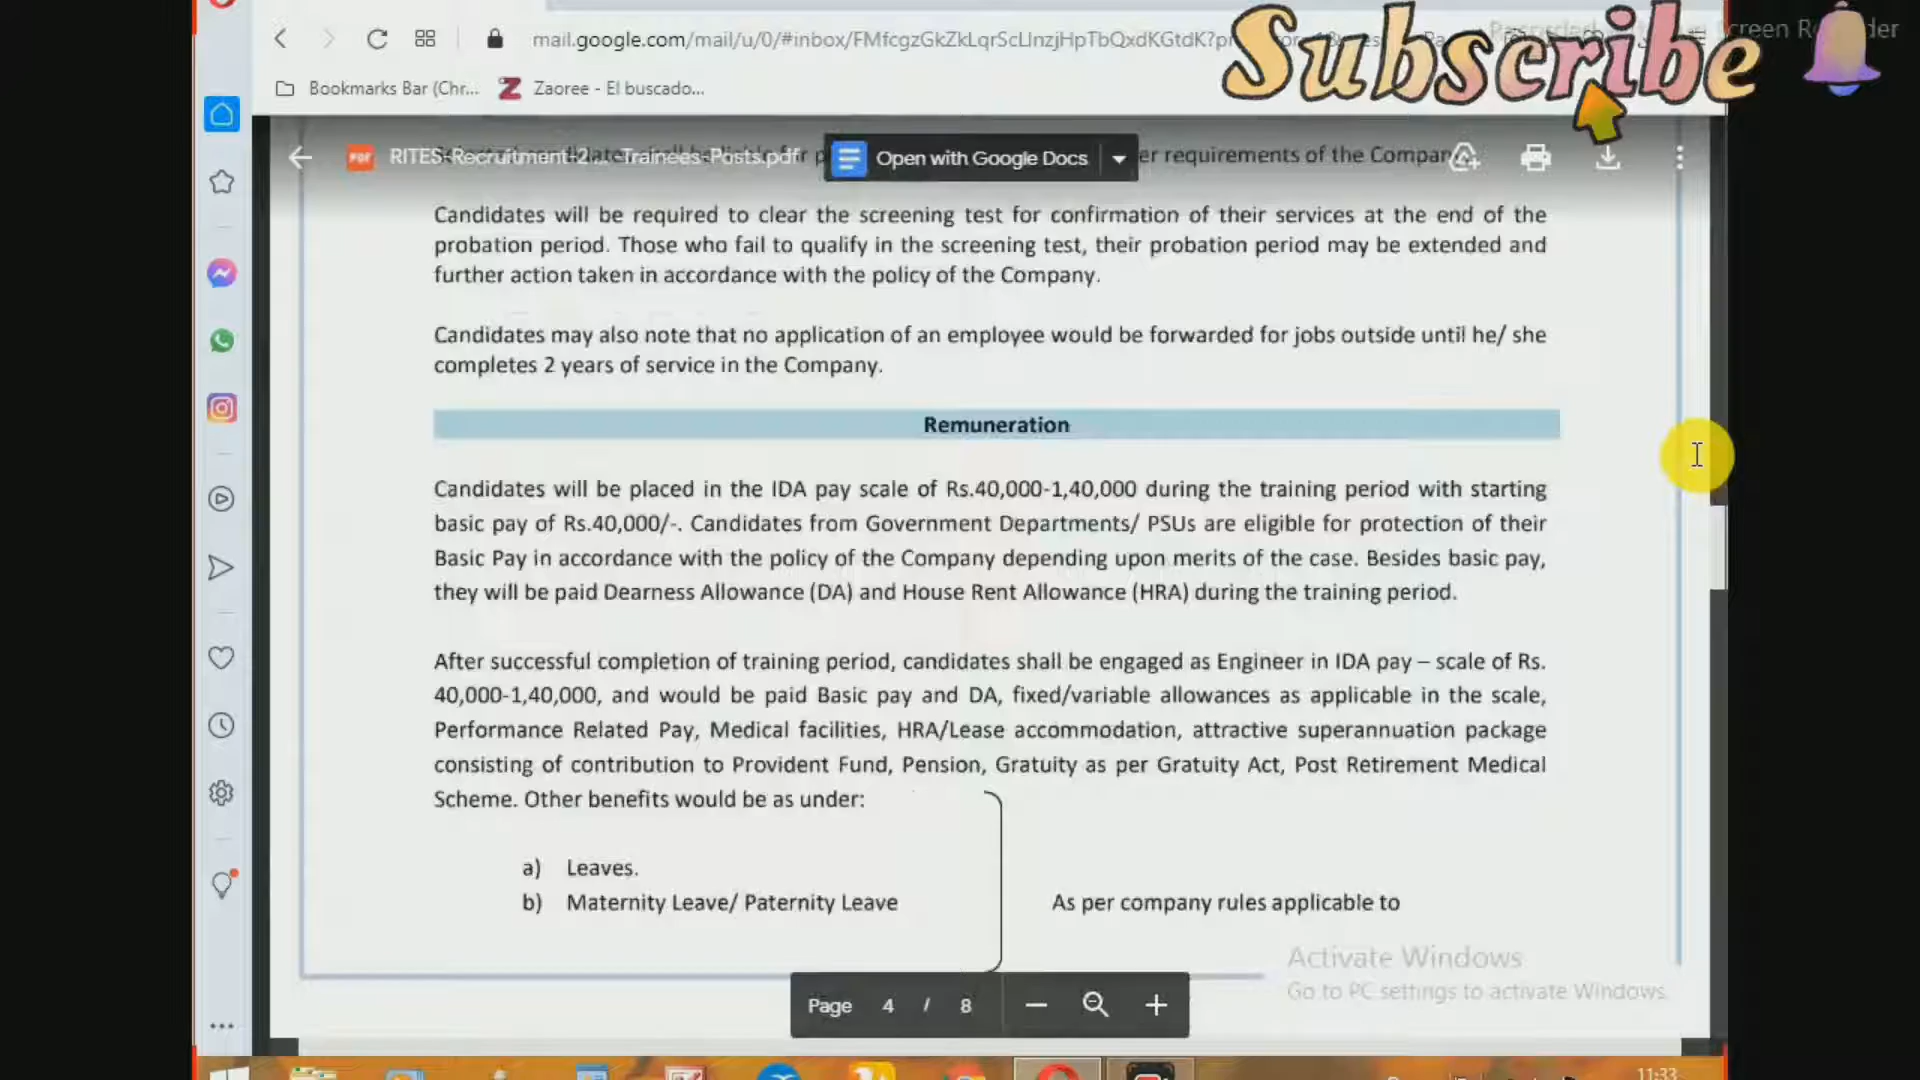 mail.google.com/mail/u/0/#inbox/FMfcgzGkZkLqrScLlnzjHpTbQxdKGtdK?p
Subscribe
Screen Re der
Bookmarks Bar (Chr...
Zaoree - El buscado...
RITES-Recruitment-2 Trainees-Posts.pdf
Open with Google Docs
er requirements of the Compan
Candidates will be required to clear the screening test for confirmation of their services at the end of the
probation period. Those who fail to qualify in the screening test, their probation period may be extended and
further action taken in accordance with the policy of the Company.
Candidates may also note that no application of an employee would be forwarded for jobs outside until he/ she
completes 2 years of service in the Company.
Remuneration
Candidates will be placed in the IDA pay scale of Rs.40,000-1,40,000 during the training period with starting
basic pay of Rs.40,000/-. Candidates from Government Departments/ PSUs are eligible for protection of their
Basic Pay in accordance with the policy of the Company depending upon merits of the case. Besides basic pay,
they will be paid Dearness Allowance (DA) and House Rent Allowance (HRA) during the training period.
After successful completion of training period, candidates shall be engaged as Engineer in IDA pay – scale of Rs.
40,000-1,40,000, and would be paid Basic pay and DA, fixed/variable allowances as applicable in the scale,
Performance Related Pay, Medical facilities, HRA/Lease accommodation, attractive superannuation package
consisting of contribution to Provident Fund, Pension, Gratuity as per Gratuity Act, Post Retirement Medical
Scheme. Other benefits would be as under:
a) Leaves.
b) Maternity Leave/ Paternity Leave As per company rules applicable to
Activate Windows
Go to PC settings to activate Windows.
Page 4 / 8
11:33